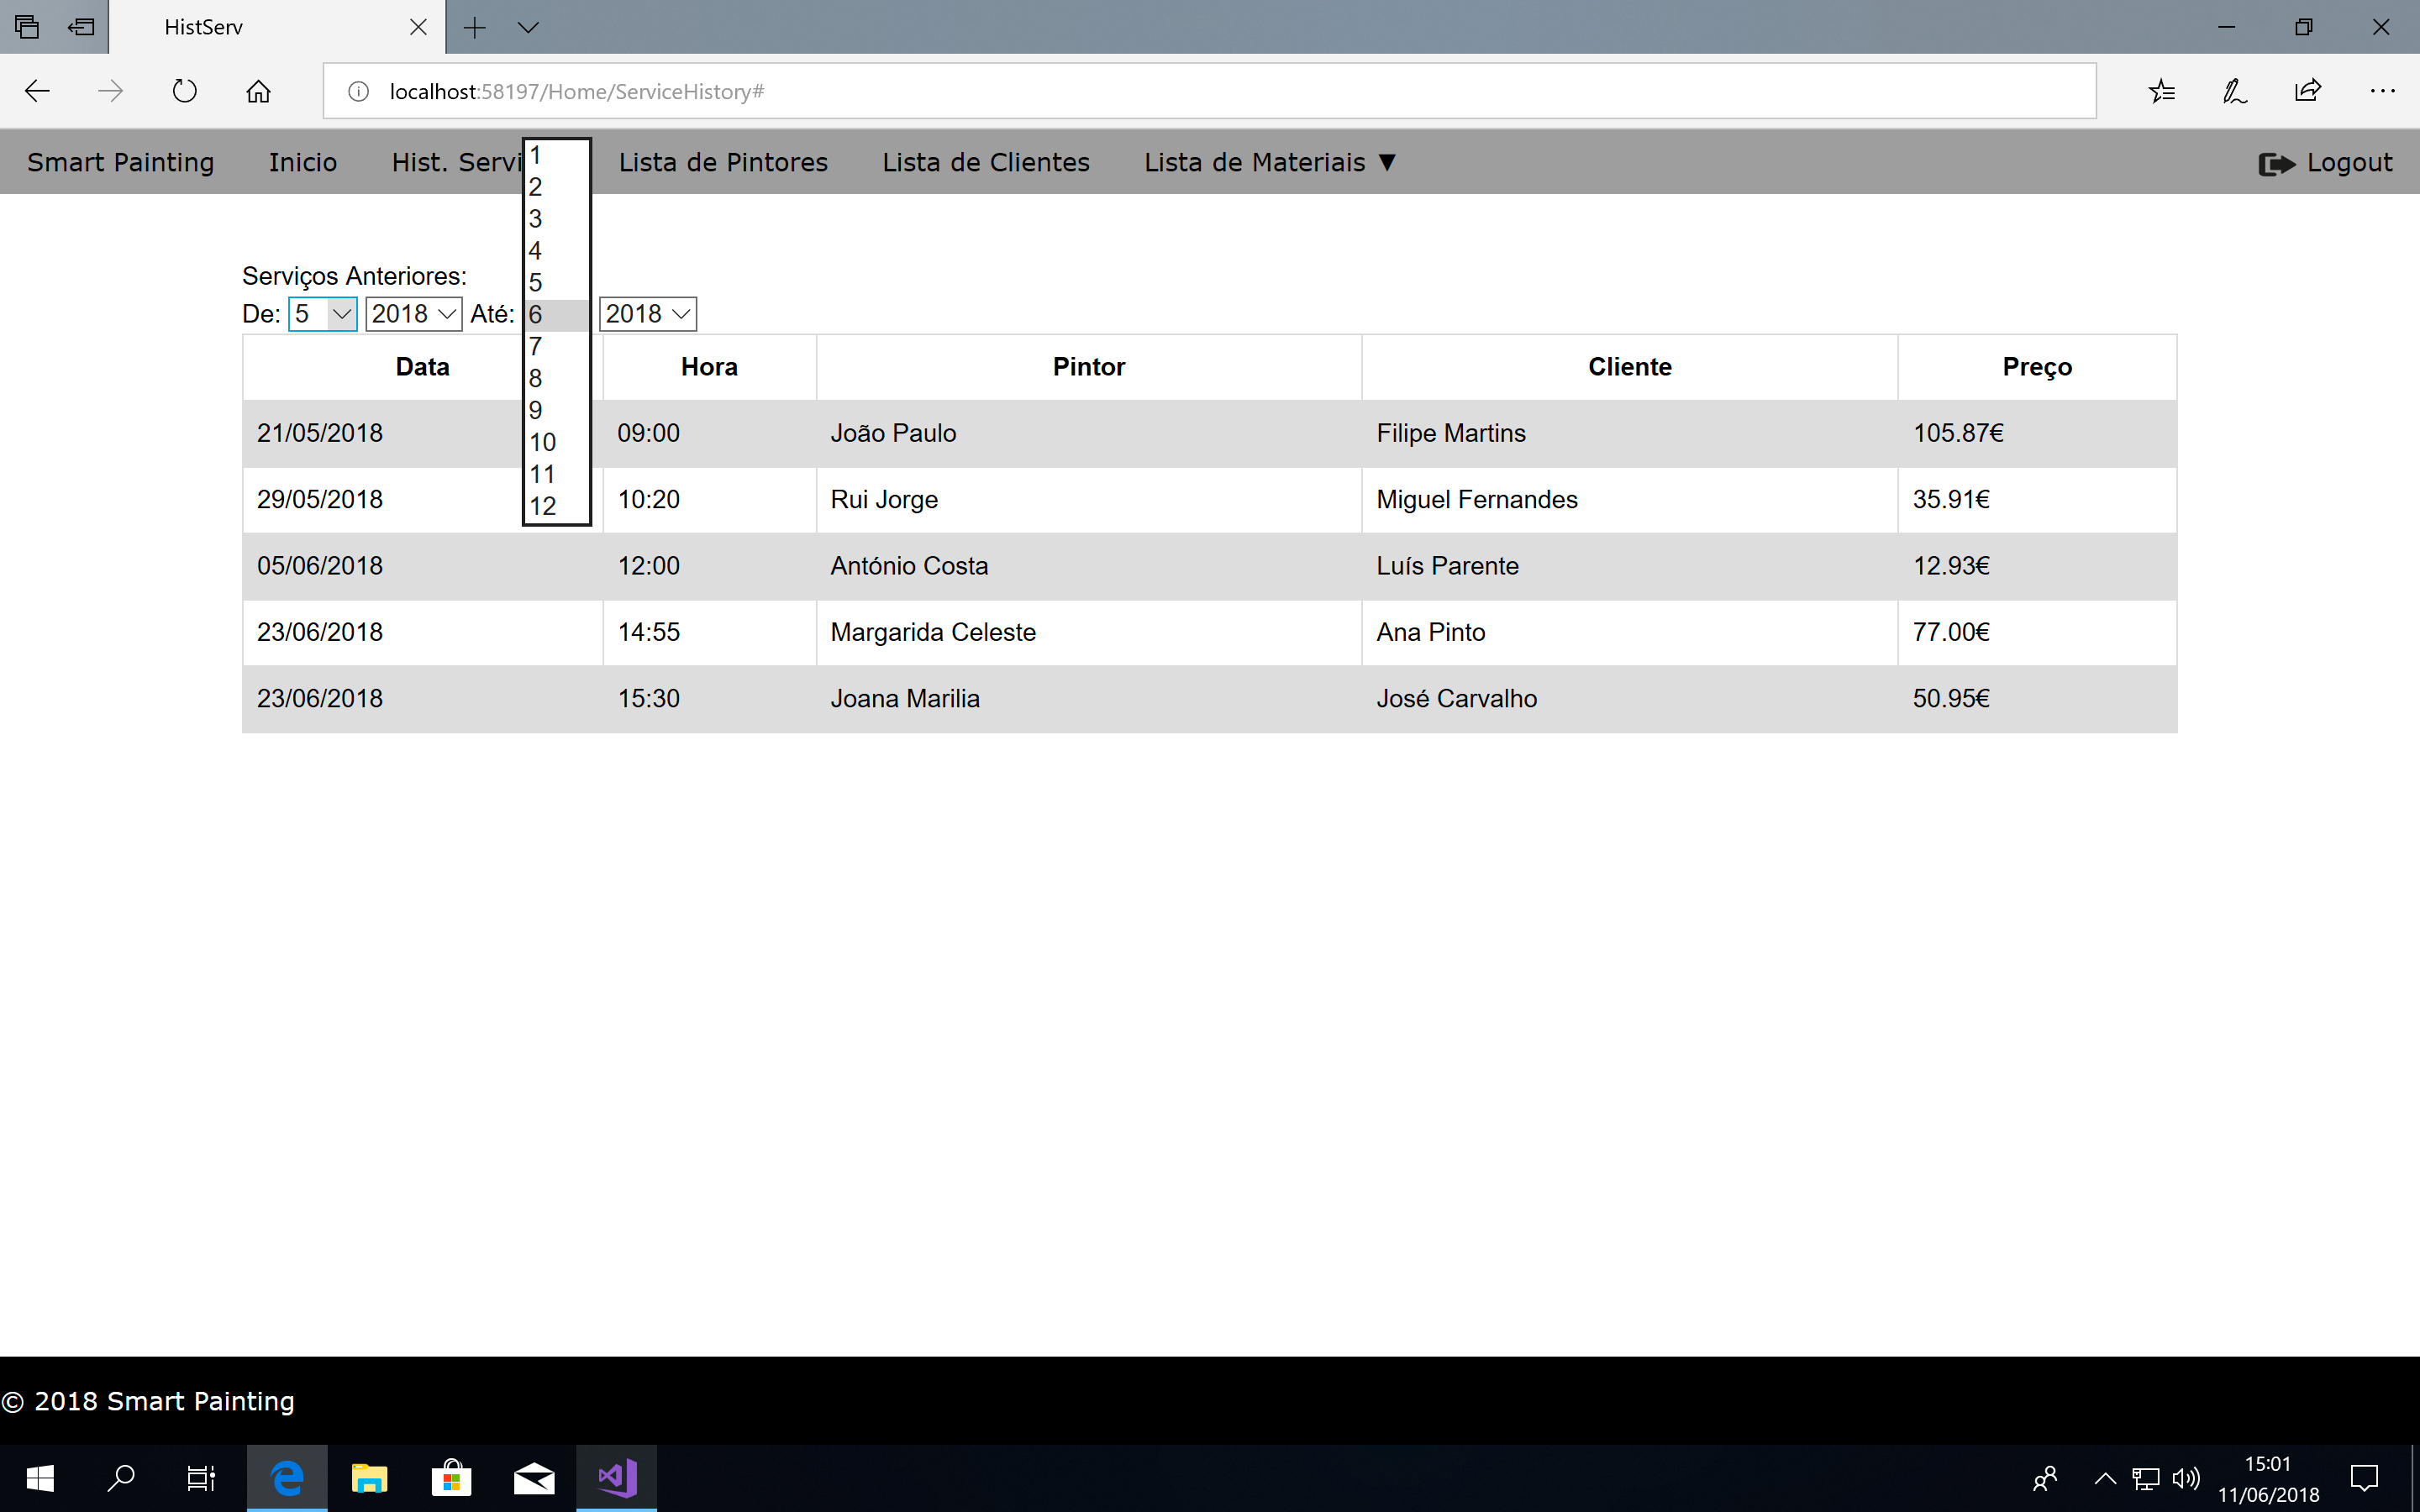 HistServ
localhost:58197/Home/ServiceHistory#
Smart Painting Inicio Hist. Servi Lista de Pintores Lista de Clientes Lista de Materiais ▼ Logout
Serviços Anteriores:
De: 5 2018 Até: 2018
1
2
3
4
5
6
7
8
9
10
11
12
Data Hora Pintor Cliente Preço
21/05/2018 09:00 João Paulo Filipe Martins 105.87€
29/05/2018 10:20 Rui Jorge Miguel Fernandes 35.91€
05/06/2018 12:00 António Costa Luís Parente 12.93€
23/06/2018 14:55 Margarida Celeste Ana Pinto 77.00€
23/06/2018 15:30 Joana Marilia José Carvalho 50.95€
© 2018 Smart Painting
15:01
11/06/2018